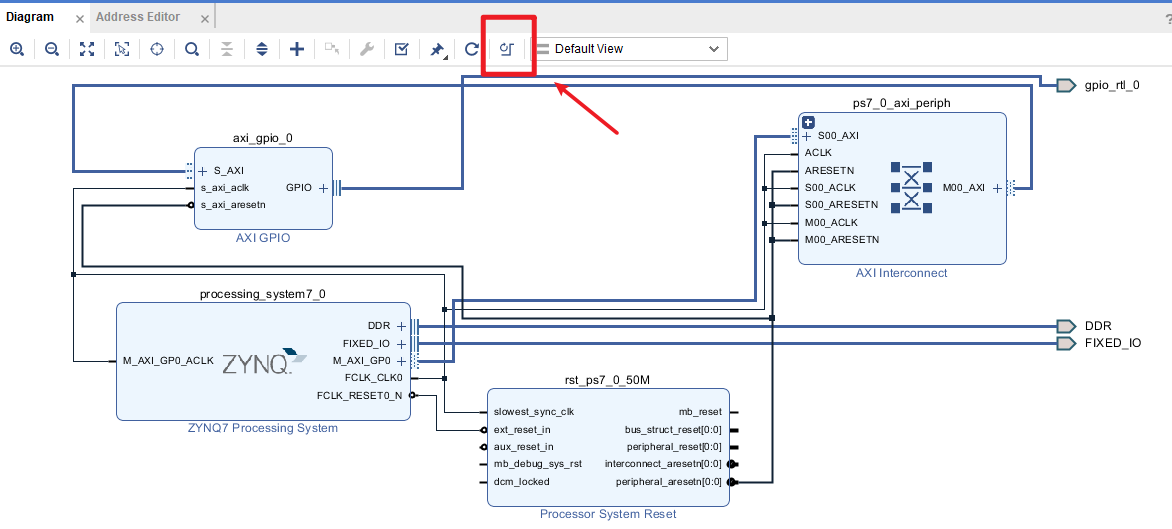 Diagram
Address Editor
?
Default View
gpio_rtl_0
ps7_0_axi_periph
S00_AXI
ACLK
ARESETN
S00_ACLK
S00_ARESETN
M00_ACLK
M00_ARESETN
M00_AXI
AXI Interconnect
axi_gpio_0
S_AXI
s_axi_aclk
s_axi_aresetn
GPIO
AXI GPIO
processing_system7_0
M_AXI_GP0_ACLK
ZYNQ
DDR
FIXED_IO
M_AXI_GP0
FCLK_CLK0
FCLK_RESET0_N
ZYNQ7 Processing System
DDR
FIXED_IO
rst_ps7_0_50M
slowest_sync_clk
ext_reset_in
aux_reset_in
mb_debug_sys_rst
dcm_locked
mb_reset
bus_struct_reset[0:0]
peripheral_reset[0:0]
interconnect_aresetn[0:0]
peripheral_aresetn[0:0]
Processor System Reset